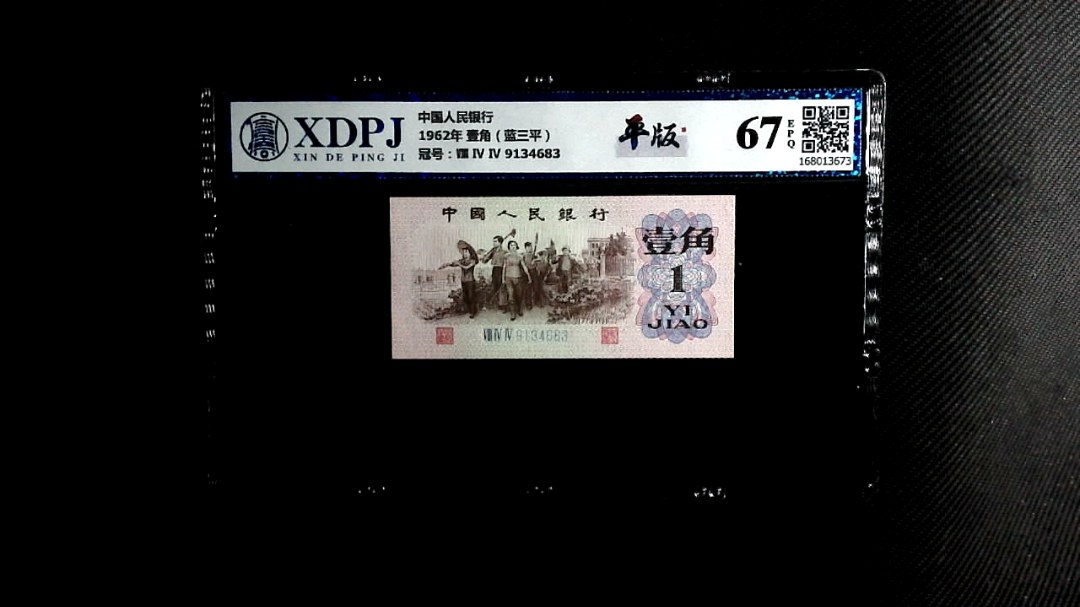 XDPJ
XIN DE PING JI
中国人民银行
1962年 壹角（蓝三平）
冠号：Ⅷ Ⅳ Ⅳ 9134683
平版
67
EPQ
168013673
中國人民銀行
壹角
1
YI
JIAO
Ⅷ Ⅳ Ⅳ 9134683